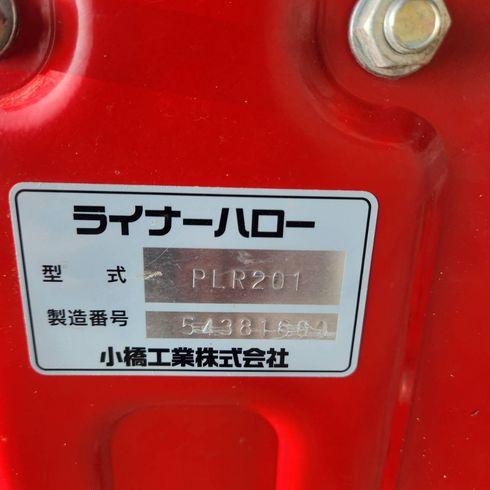 ライナーハロー
型 式 PLR201
製造番号
小橋工業株式会社